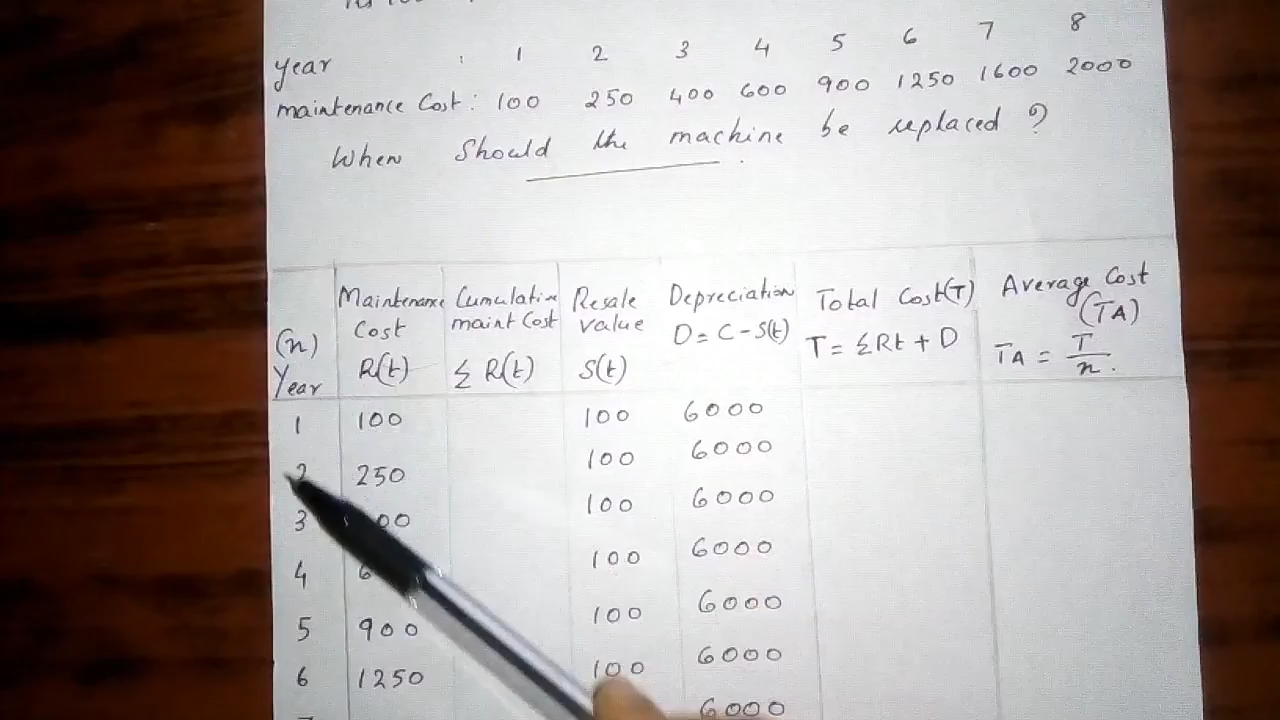 year : 1 2 3 4 5 6 7 8
maintenance Cost : 100 250 400 600 900 1250 1600 2000
When should the machine be replaced ?
(n) Year
Maintenance Cost R(t)
Cumulative maint Cost Σ R(t)
Resale value S(t)
Depreciation D = C - S(t)
Total Cost(T) T = ΣRt + D
Average Cost (TA) TA = T/n.
1 100 100 6000
2 250 100 6000
3 00 100 6000
4 6 100 6000
5 900 100 6000
6 1250 100 6000
6000